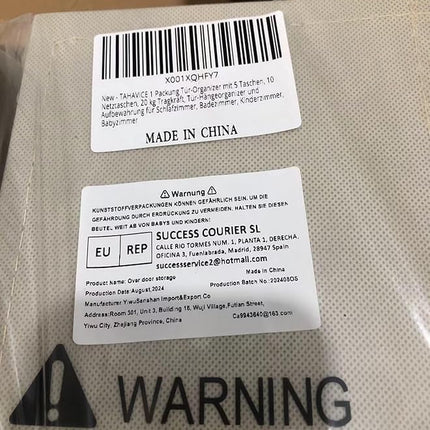 X001XQHFY7
New - TAHAVICE 1 Packung Tür-Organizer mit 5 Taschen, 10
Netztaschen, 20 kg Tragkraft, Tür-Hängeorganizer und
Aufbewahrung für Schlafzimmer, Badezimmer, Kinderzimmer,
Babyzimmer
MADE IN CHINA
⚠ Warnung ⚠
KUNSTSTOFFVERPACKUNGEN KÖNNEN GEFÄHRLICH SEIN. UM DIE
GEFÄHRDUNG DURCH ERDRÜCKUNG ZU VERMEIDEN. HALTEN SIE DIESEN
BEUTE, WEIT AB VON BABYS UND KINDERN!
EU REP
SUCCESS COURIER SL
CALLE RIO TORMES NUM. 1, PLANTA 1, DERECHA,
OFICINA 3, Fuenlabrada, Madrid, 28947 Spain
successservice2@hotmail.com
Product Name: Over door storage Made in China
Production Date: August,2024 Production Batch No.: 202408OS
Manufacturer YiwuSanahan Import&Export Co
Address:Room 301, Unit 3, Building 16, Wuji Village,Futian Street,
Yiwu City, Zhejiang Province, China Ca9943640@163.com
WARNING